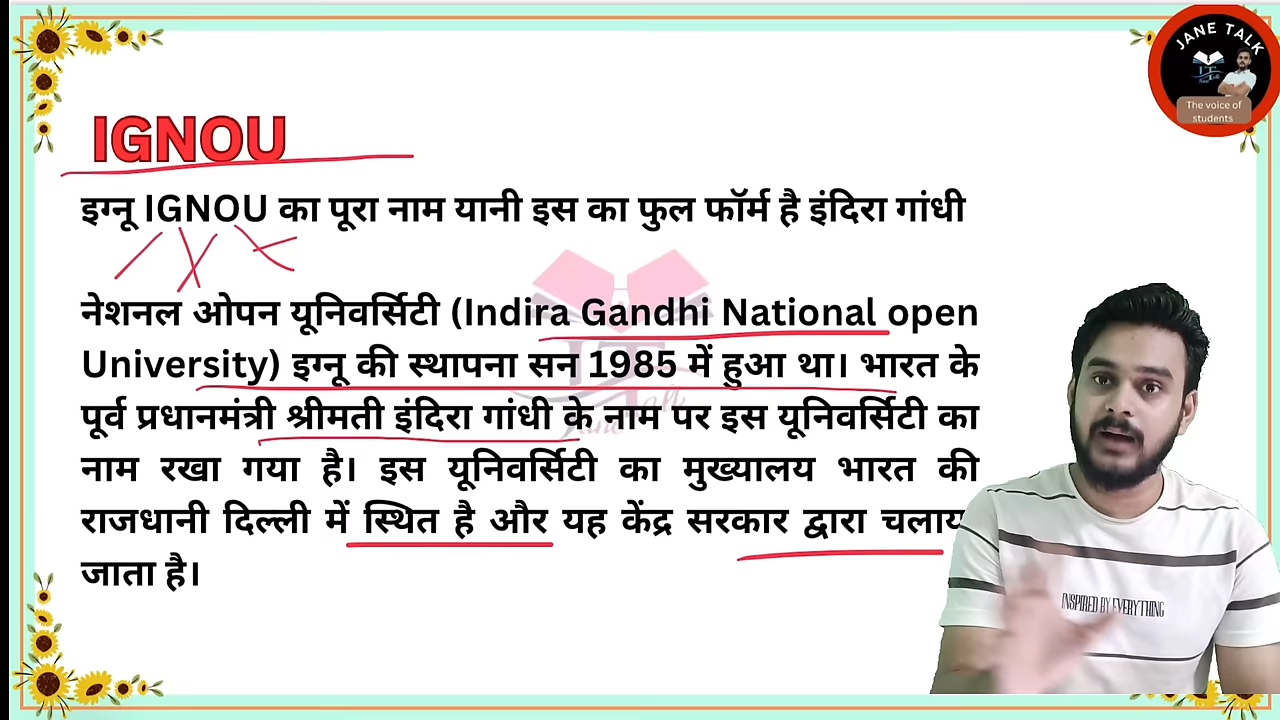 JANE TALK
The voice of
students
IGNOU
इग्नू IGNOU का पूरा नाम यानी इस का फुल फॉर्म है इंदिरा गांधी
नेशनल ओपन यूनिवर्सिटी (Indira Gandhi National open
University) इग्नू की स्थापना सन 1985 में हुआ था। भारत के
पूर्व प्रधानमंत्री श्रीमती इंदिरा गांधी के नाम पर इस यूनिवर्सिटी का
नाम रखा गया है। इस यूनिवर्सिटी का मुख्यालय भारत की
राजधानी दिल्ली में स्थित है और यह केंद्र सरकार द्वारा चलाय
जाता है।
INSPIRED BY EVERYTHING